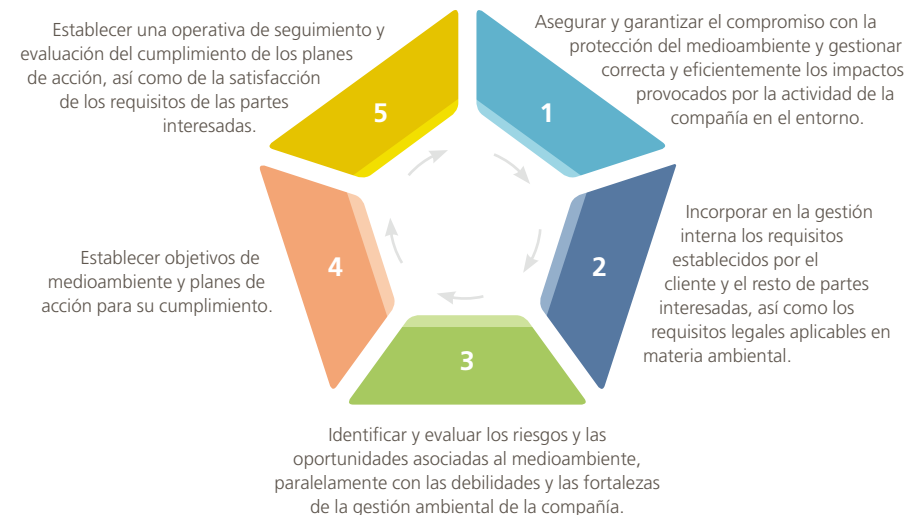 Asegurar y garantizar el compromiso con la
protección del medioambiente y gestionar
correcta y eficientemente los impactos
provocados por la actividad de la
compañía en el entorno.
1
Incorporar en la gestión
interna los requisitos
establecidos por el
cliente y el resto de partes
interesadas, así como los
requisitos legales aplicables en
materia ambiental.
2
3
Identificar y evaluar los riesgos y las
oportunidades asociadas al medioambiente,
paralelamente con las debilidades y las fortalezas
de la gestión ambiental de la compañía.
4
Establecer objetivos de
medioambiente y planes de
acción para su cumplimiento.
5
Establecer una operativa de seguimiento y
evaluación del cumplimiento de los planes
de acción, así como de la satisfacción
de los requisitos de las partes
interesadas.